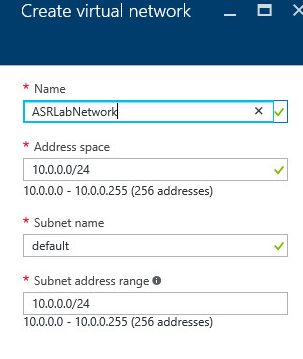 Create virtual network
* Name
ASRLabNetwork
* Address space
10.0.0.0/24
10.0.0.0 - 10.0.0.255 (256 addresses)
* Subnet name
default
* Subnet address range
10.0.0.0/24
10.0.0.0 - 10.0.0.255 (256 addresses)